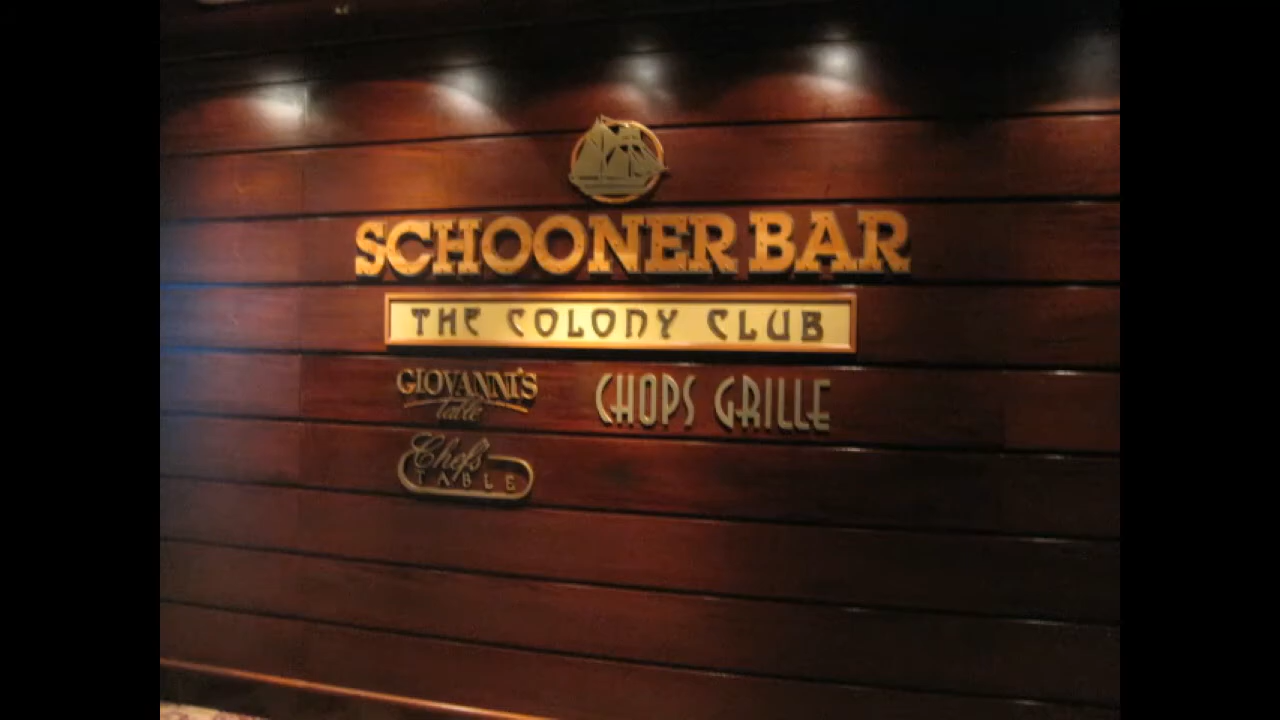 SCHOONER BAR
THE COLONY CLUB
GIOVANNI'S
Table
CHOPS GRILLE
Chef's
TABLE